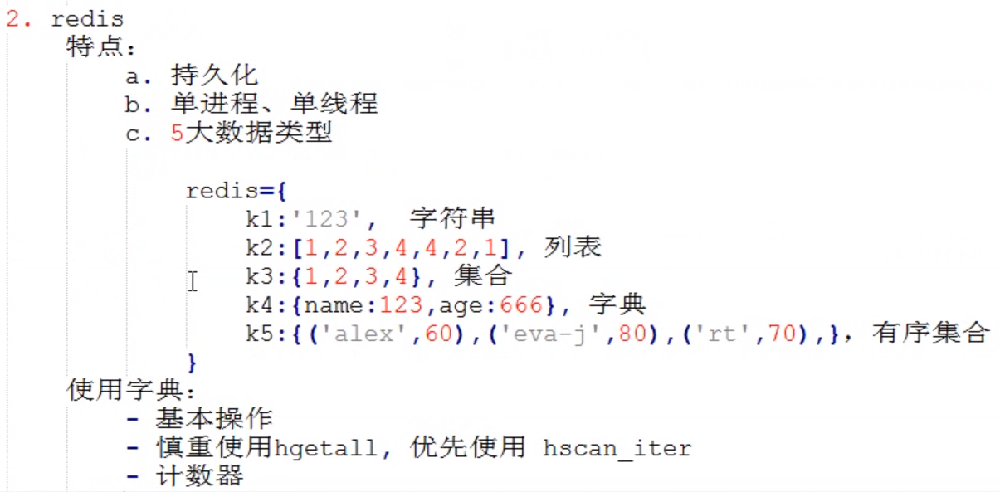 2. redis
特点:
a. 持久化
b. 单进程、单线程
c. 5大数据类型
redis={
k1:'123', 字符串
k2:[1,2,3,4,4,2,1], 列表
k3:{1,2,3,4}, 集合
k4:{name:123,age:666}, 字典
k5:{('alex',60),('eva-j',80),('rt',70),}, 有序集合
}
使用字典:
- 基本操作
- 慎重使用hgetall, 优先使用 hscan_iter
- 计数器